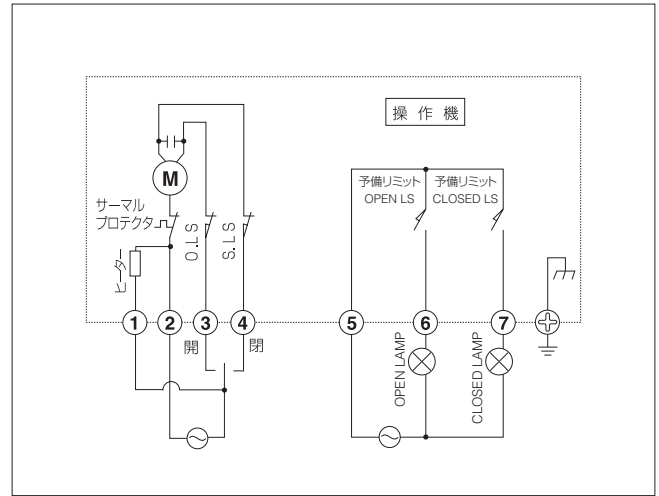 操 作 機
M
予備リミット
OPEN LS
予備リミット
CLOSED LS
サーマル
プロテクタ
O.LS
S.LS
ヒーター
1
2
3
4
5
6
7
開
閉
OPEN LAMP
CLOSED LAMP